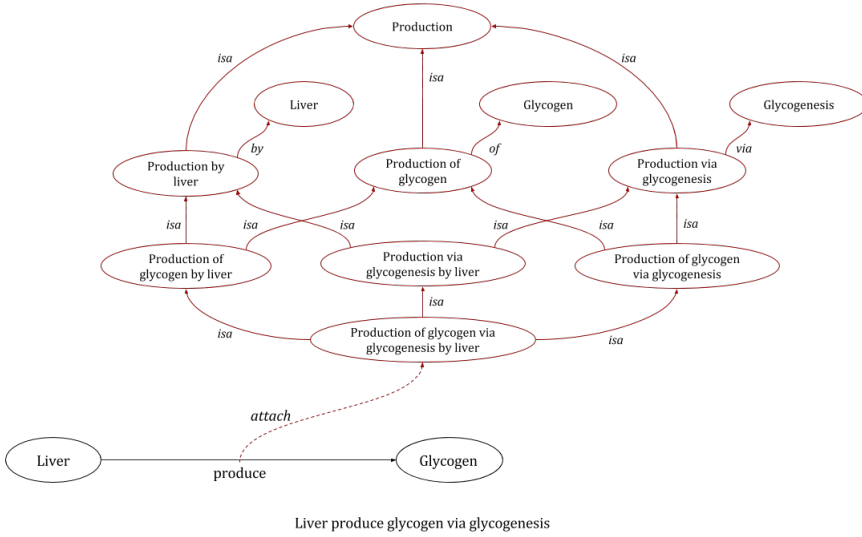 Production
isa
isa
isa
Liver
Glycogen
Glycogenesis
by
of
via
Production by
liver
Production of
glycogen
Production via
glycogenesis
isa
isa
isa
isa
isa
isa
Production of
glycogen by liver
Production via
glycogenesis by liver
Production of glycogen
via glycogenesis
isa
isa
isa
Production of glycogen via
glycogenesis by liver
attach
Liver
Glycogen
produce
Liver produce glycogen via glycogenesis